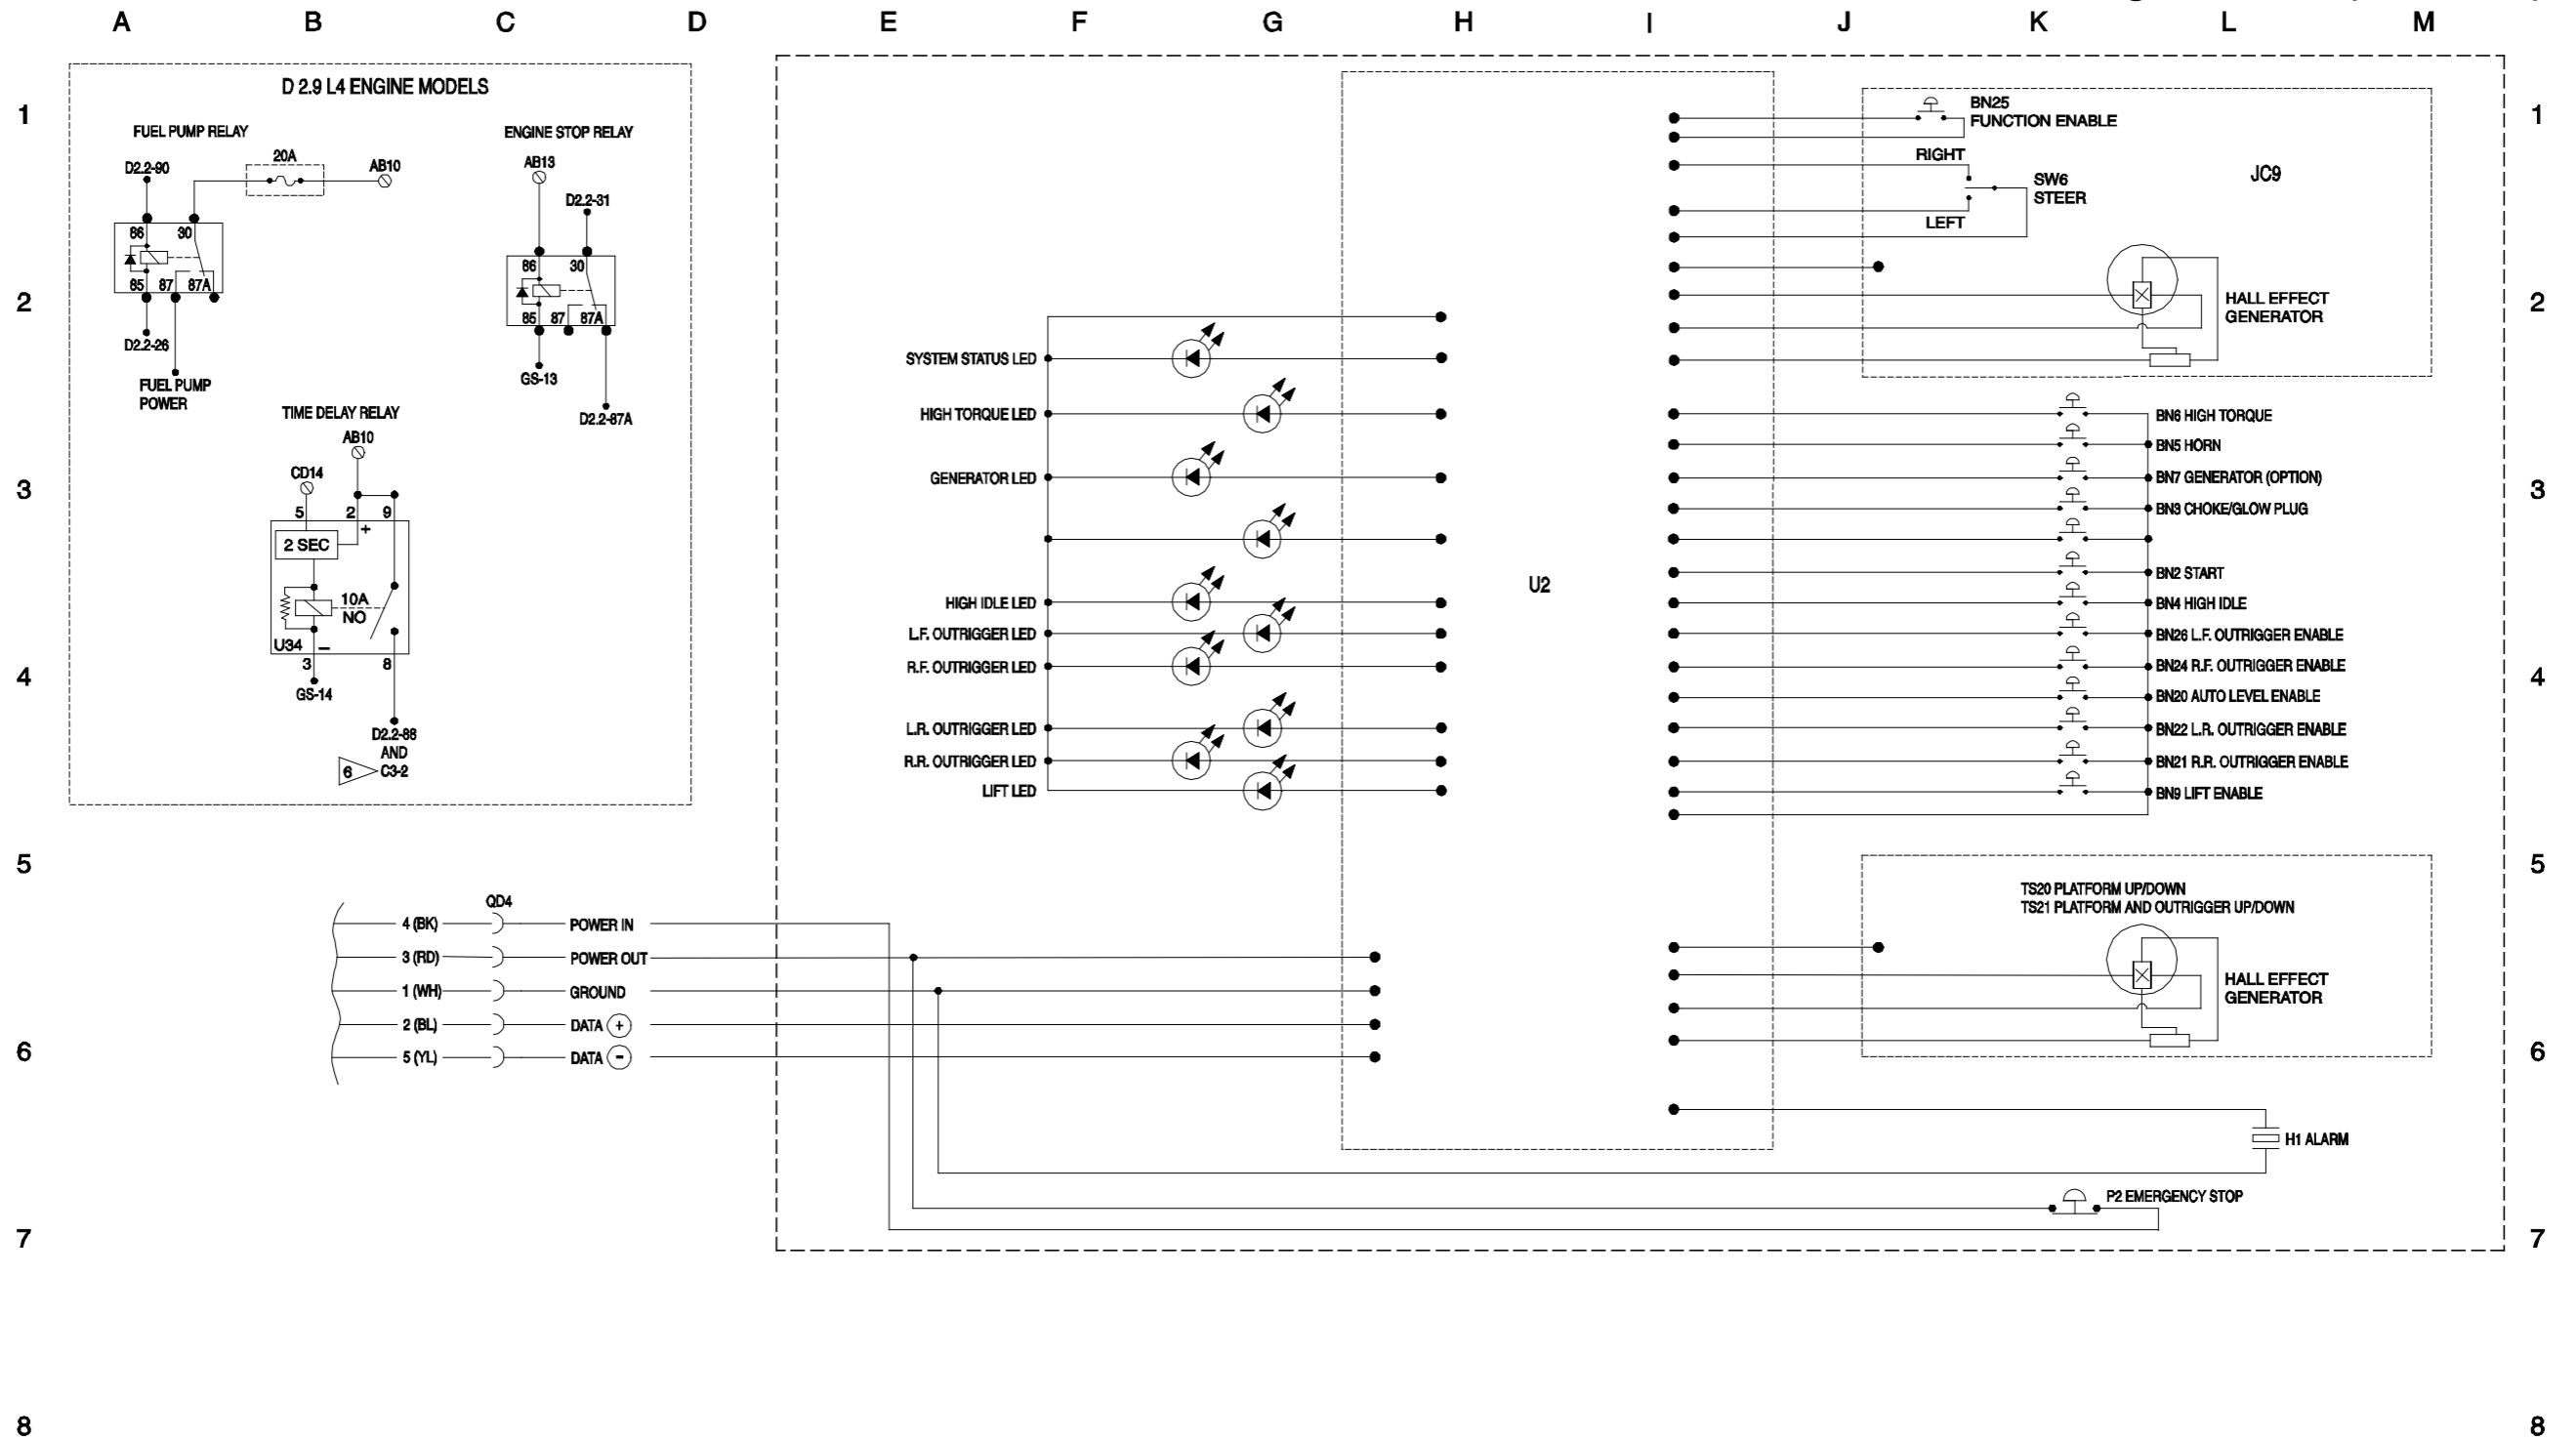 A B C D E F G H I J K L M
1
2
3
4
5
6
7
8
D 2.9 L4 ENGINE MODELS
FUEL PUMP RELAY
D2.2-90
20A
AB10
86 30
85 87 87A
D2.2-26
FUEL PUMP
POWER
ENGINE STOP RELAY
AB13
D2.2-31
86 30
85 87 87A
GS-13
D2.2-87A
TIME DELAY RELAY
AB10
CD14
5 2 9
+
2 SEC
10A
NO
U34 –
3 8
GS-14
D2.2-88
AND
6 C3-2
QD4
4 (BK) POWER IN
3 (RD) POWER OUT
1 (WH) GROUND
2 (BL) DATA +
5 (YL) DATA -
SYSTEM STATUS LED
HIGH TORQUE LED
GENERATOR LED
HIGH IDLE LED
L.F. OUTRIGGER LED
R.F. OUTRIGGER LED
L.R. OUTRIGGER LED
R.R. OUTRIGGER LED
LIFT LED
U2
BN25
FUNCTION ENABLE
RIGHT
SW6
STEER
LEFT
JC9
HALL EFFECT
GENERATOR
BN6 HIGH TORQUE
BN5 HORN
BN7 GENERATOR (OPTION)
BN3 CHOKE/GLOW PLUG
BN2 START
BN4 HIGH IDLE
BN26 L.F. OUTRIGGER ENABLE
BN24 R.F. OUTRIGGER ENABLE
BN20 AUTO LEVEL ENABLE
BN22 L.R. OUTRIGGER ENABLE
BN21 R.R. OUTRIGGER ENABLE
BN9 LIFT ENABLE
TS20 PLATFORM UP/DOWN
TS21 PLATFORM AND OUTRIGGER UP/DOWN
HALL EFFECT
GENERATOR
H1 ALARM
P2 EMERGENCY STOP
1
2
3
4
5
6
7
8